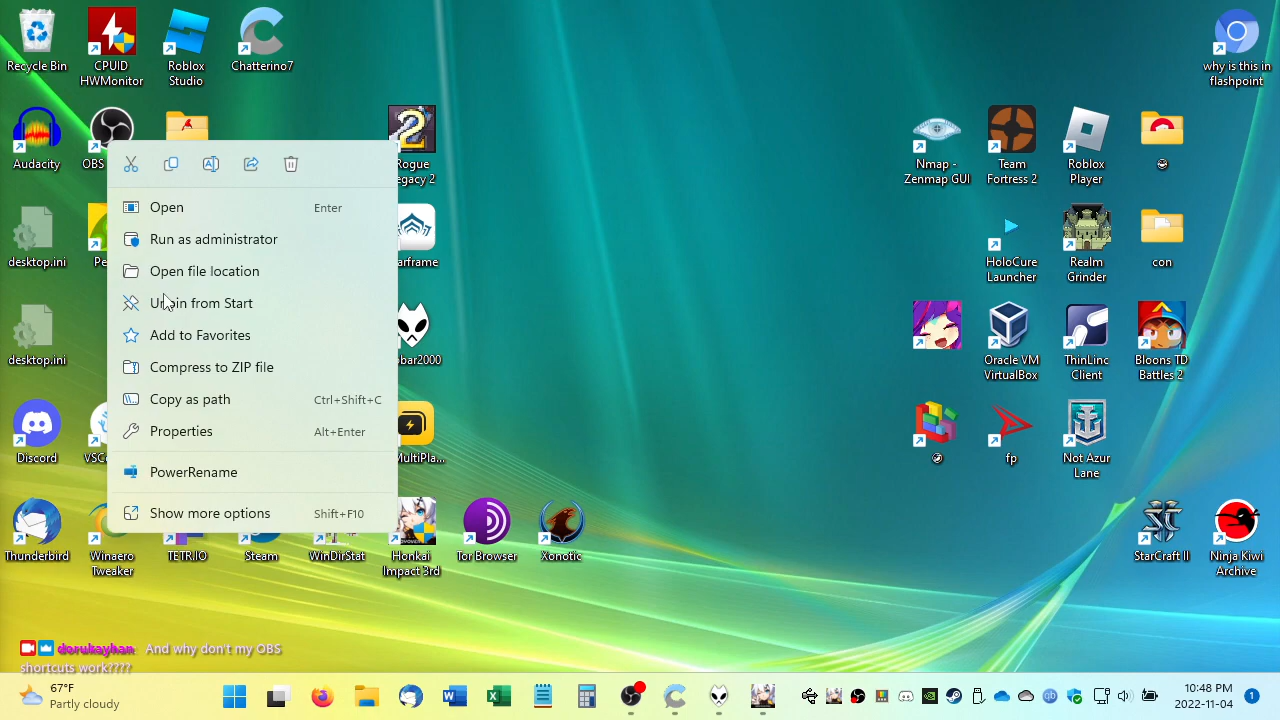 Recycle Bin
CPUID
HWMonitor
Roblox
Studio
Chatterino7
why is this in
flashpoint
Audacity
OBS
Rogue
Legacy 2
Nmap -
Zenmap GUI
Team
Fortress 2
Roblox
Player
Open
Enter
Run as administrator
Open file location
Unpin from Start
Add to Favorites
Compress to ZIP file
Copy as path
Ctrl+Shift+C
Properties
Alt+Enter
PowerRename
Show more options
Shift+F10
desktop.ini
Pe
arframe
HoloCure
Launcher
Realm
Grinder
con
desktop.ini
obar2000
Oracle VM
VirtualBox
ThinLinc
Client
Bloons TD
Battles 2
Discord
VSC
MultiPla...
fp
Not Azur
Lane
Thunderbird
Winaero
Tweaker
TETR.IO
Steam
WinDirStat
Honkai
Impact 3rd
Tor Browser
Xonotic
StarCraft II
Ninja Kiwi
Archive
dorukayhan And why don't my OBS
shortcuts work????
67°F
Partly cloudy
10:48 PM
2022-11-04
1